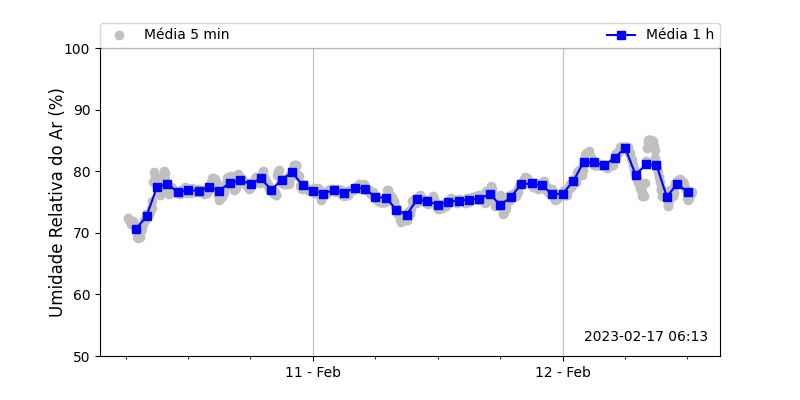 Média 5 min
Média 1 h
100
90
80
70
60
50
Umidade Relativa do Ar (%)
2023-02-17 06:13
11 - Feb
12 - Feb